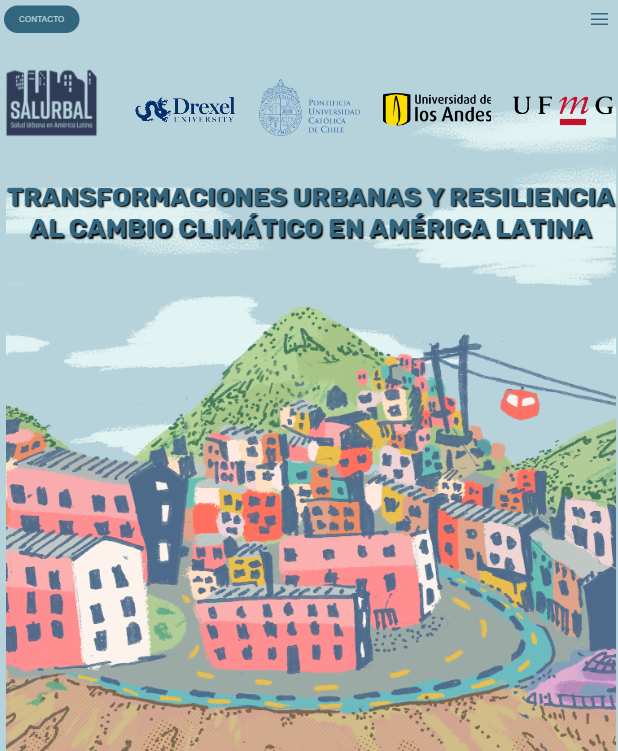 CONTACTO
SALURBAL
Salud Urbana en América Latina
Drexel
UNIVERSITY
PONTIFICIA
UNIVERSIDAD
CATÓLICA
DE CHILE
Universidad de
los Andes
UFmG
TRANSFORMACIONES URBANAS Y RESILIENCIA
AL CAMBIO CLIMÁTICO EN AMÉRICA LATINA